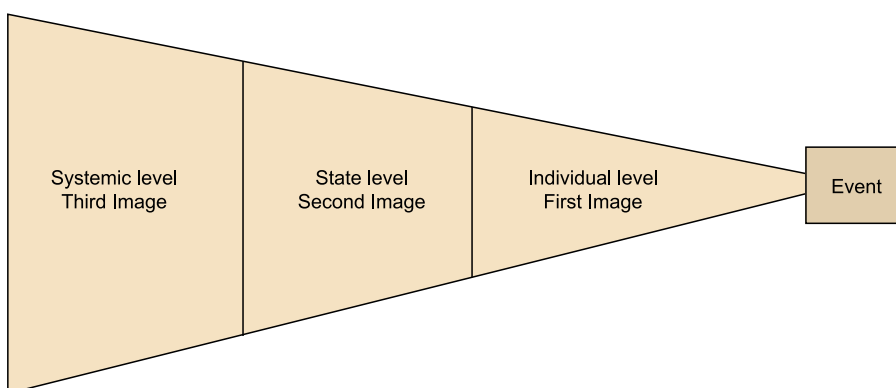 Systemic level
Third Image
State level
Second Image
Individual level
First Image
Event